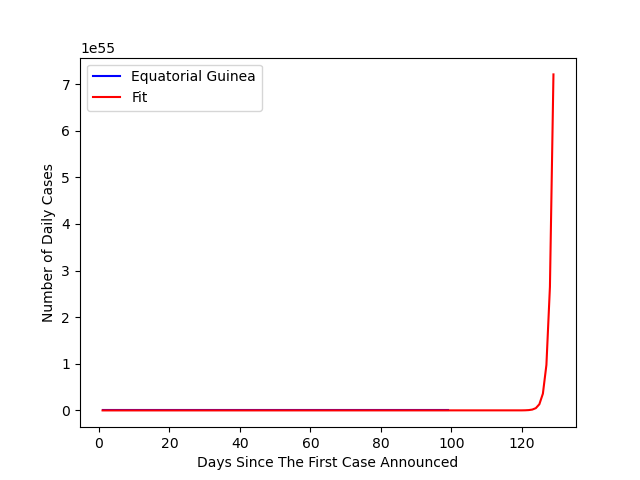 1e55
Equatorial Guinea
Fit
7
6
5
4
3
2
1
0
Number of Daily Cases
0 20 40 60 80 100 120
Days Since The First Case Announced